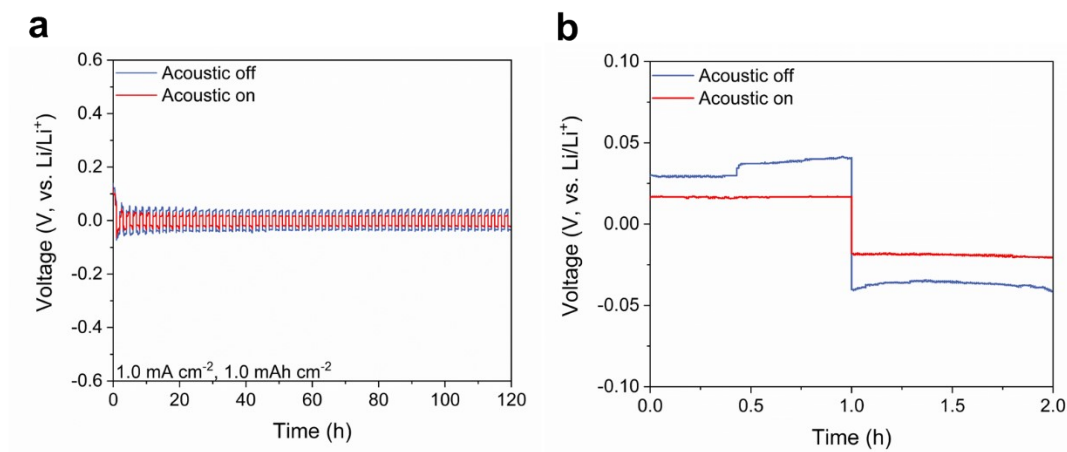 a
0.6
0.4
0.2
0.0
-0.2
-0.4
-0.6
Voltage (V, vs. Li/Li⁺)
Acoustic off
Acoustic on
1.0 mA cm⁻², 1.0 mAh cm⁻²
0 20 40 60 80 100 120
Time (h)
b
0.10
0.05
0.00
-0.05
-0.10
Voltage (V, vs. Li/Li⁺)
Acoustic off
Acoustic on
0.0 0.5 1.0 1.5 2.0
Time (h)